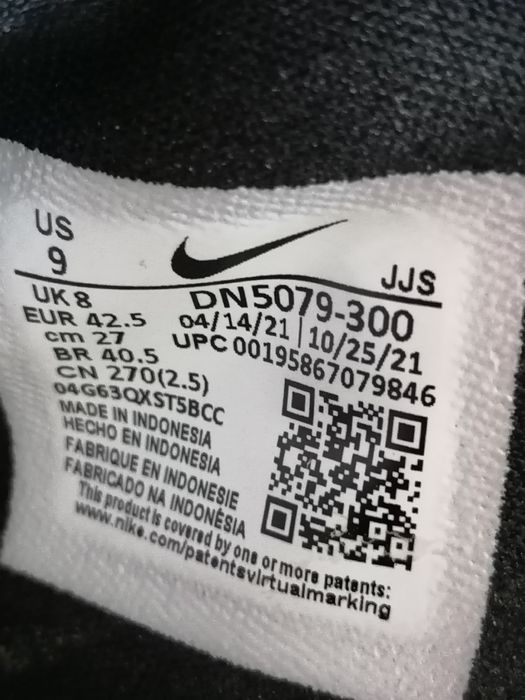 US
9
JJS
UK 8
EUR 42.5
cm 27
BR 40.5
CN 270(2.5)
04G63QXST5BCC
DN5079-300
04/14/21 | 10/25/21
UPC 00195867079846
MADE IN INDONESIA
HECHO EN INDONESIA
FABRIQUE EN INDONESIE
FABRICADO NA INDONÉSIA
This product is covered by one or more patents:
www.nike.com/patentsvirtualmarking